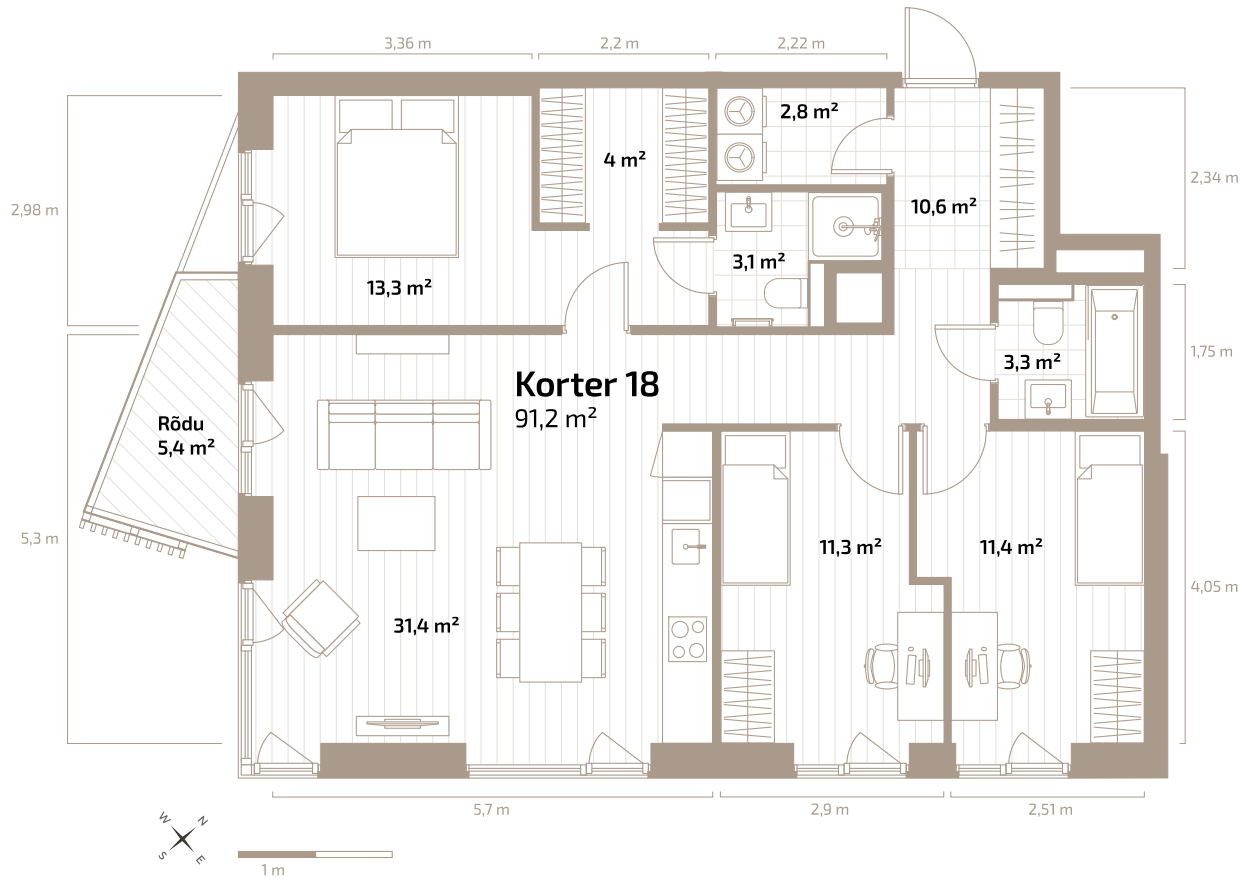 3,36 m
2,2 m
2,22 m
2,8 m²
4 m²
2,34 m
2,98 m
10,6 m²
3,1 m²
13,3 m²
1,75 m
3,3 m²
Korter 18
91,2 m²
Rõdu
5,4 m²
5,3 m
11,3 m²
11,4 m²
4,05 m
31,4 m²
5,7 m
2,9 m
2,51 m
W
N
S
E
1 m